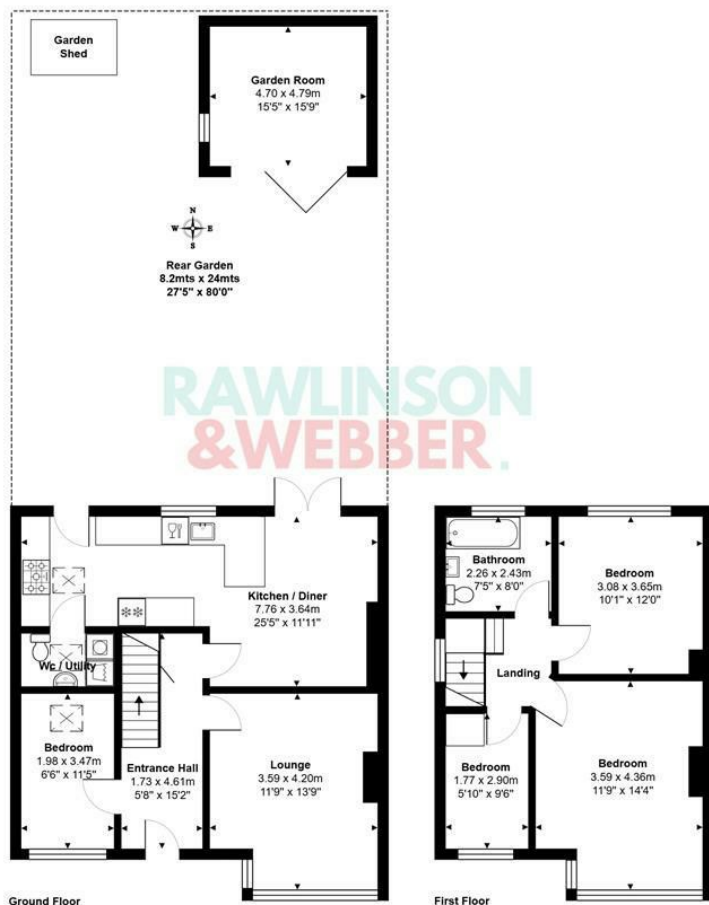 Garden
Shed
Garden Room
4.70 x 4.79m
15'5" x 15'9"
N
W E
S
Rear Garden
8.2mts x 24mts
27'5" x 80'0"
RAWLINSON
&WEBBER.
Kitchen / Diner
7.76 x 3.64m
25'5" x 11'11"
Wc / Utility
Bedroom
1.98 x 3.47m
6'6" x 11'5"
Entrance Hall
1.73 x 4.61m
5'8" x 15'2"
Lounge
3.59 x 4.20m
11'9" x 13'9"
Ground Floor
Bathroom
2.26 x 2.43m
7'5" x 8'0"
Bedroom
3.08 x 3.65m
10'1" x 12'0"
Landing
Bedroom
1.77 x 2.90m
5'10" x 9'6"
Bedroom
3.59 x 4.36m
11'9" x 14'4"
First Floor